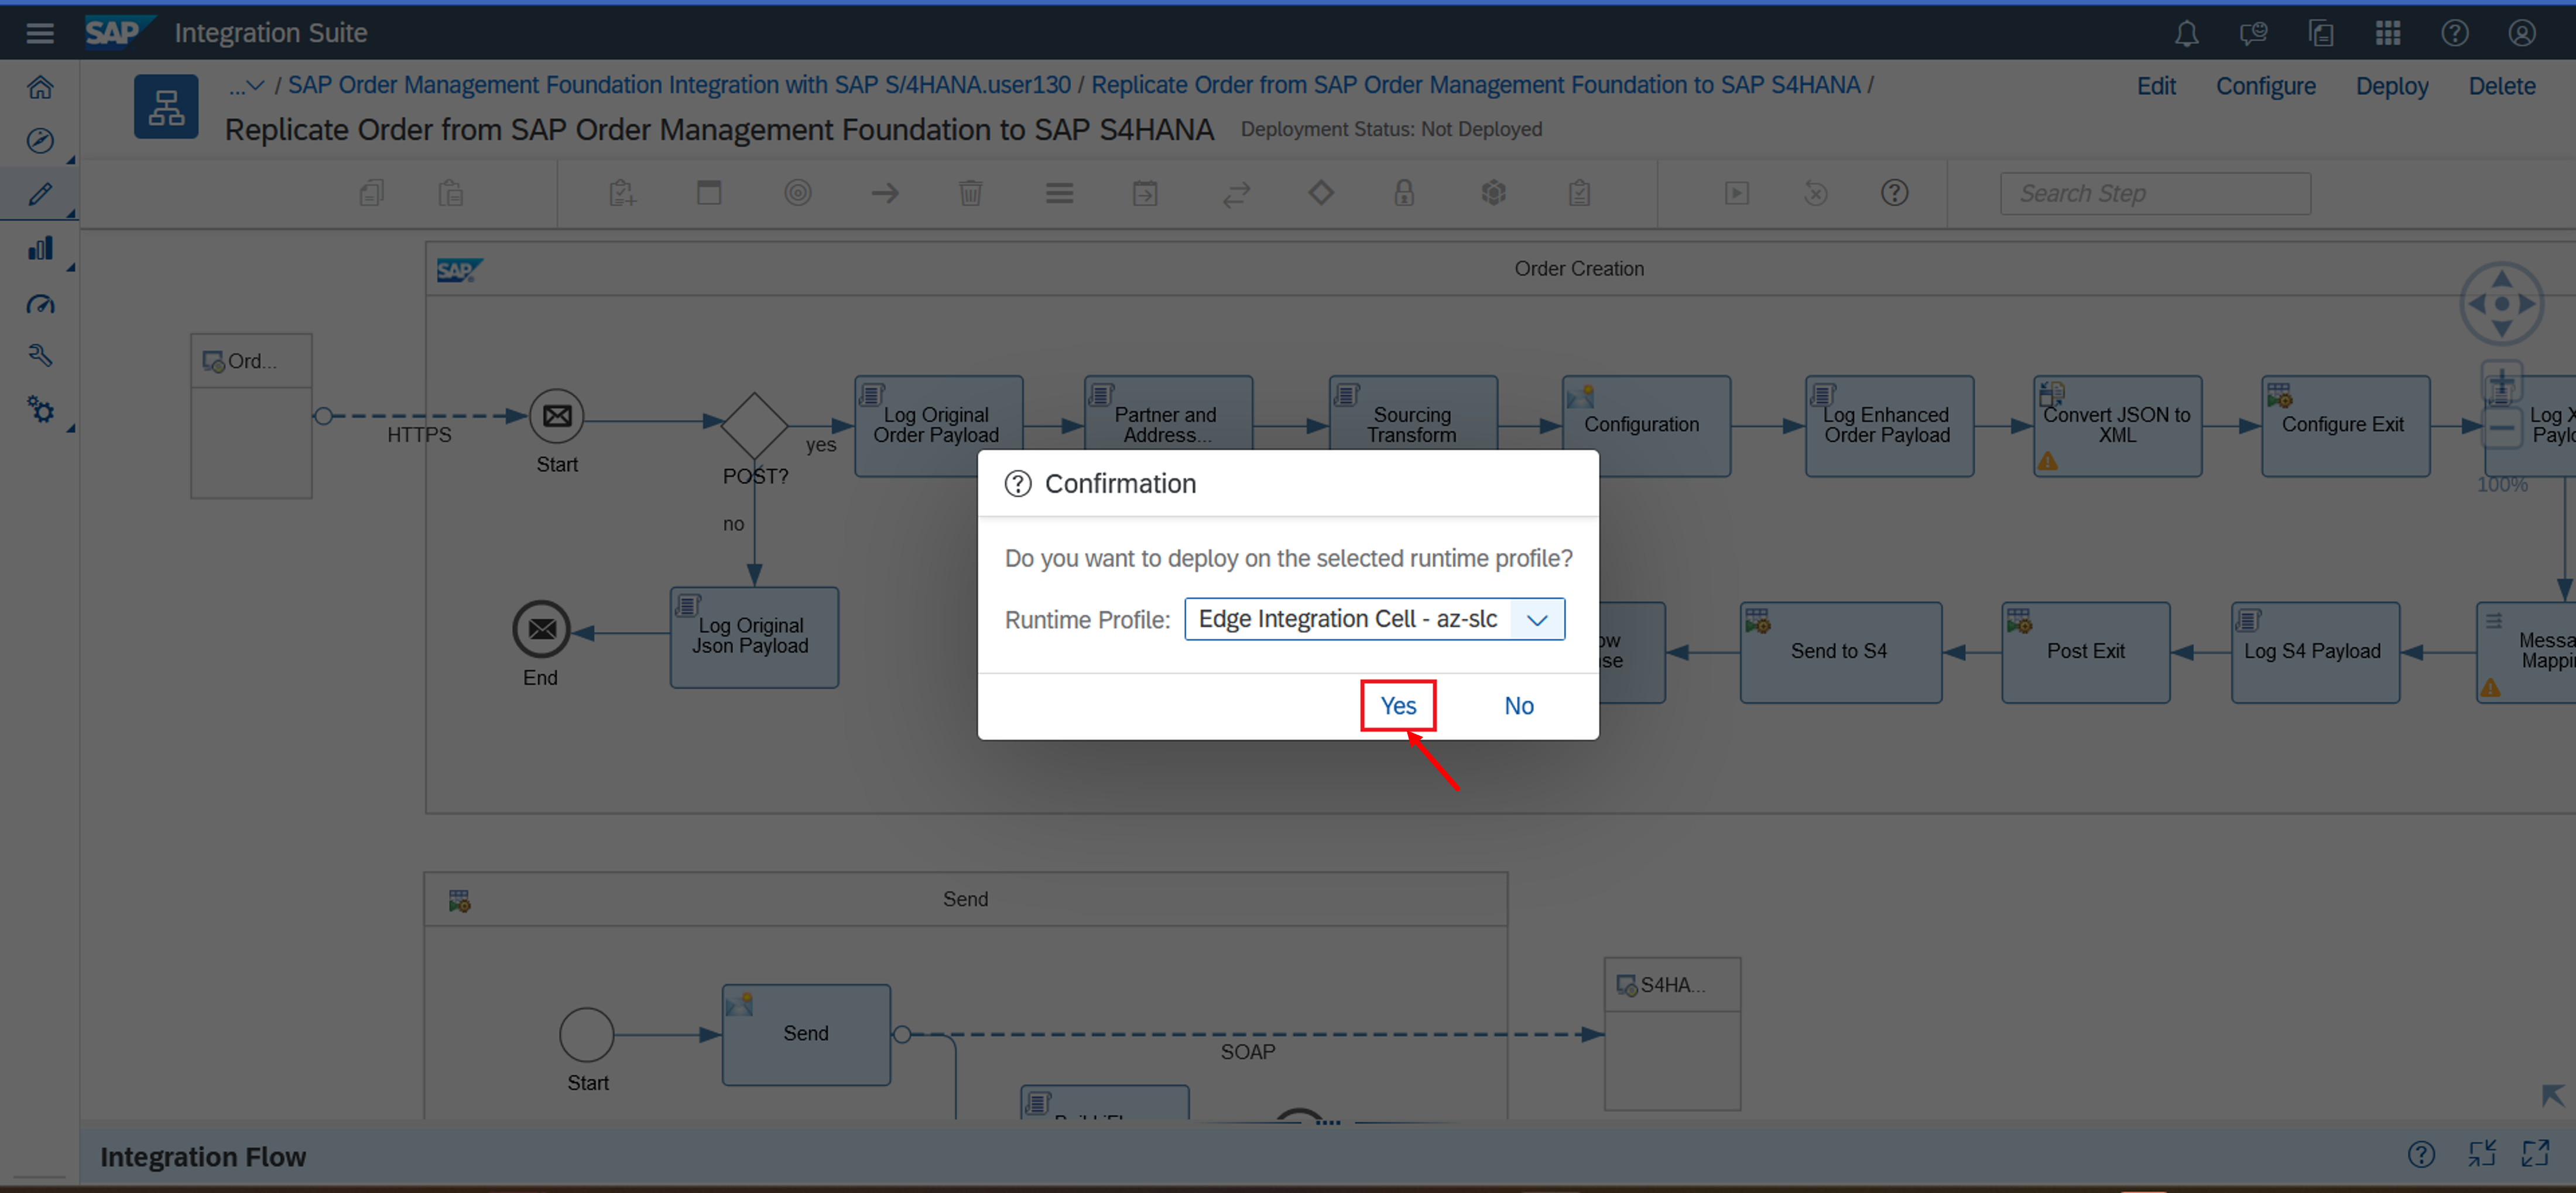 SAP Integration Suite
... / SAP Order Management Foundation Integration with SAP S/4HANA.user130 / Replicate Order from SAP Order Management Foundation to SAP S4HANA /
Edit Configure Deploy Delete
Replicate Order from SAP Order Management Foundation to SAP S4HANA Deployment Status: Not Deployed
Search Step
SAP
Order Creation
Ord...
HTTPS
Start
POST?
yes
no
Log Original
Order Payload
Partner and
Address...
Sourcing
Transform
Configuration
Log Enhanced
Order Payload
Convert JSON to
XML
Configure Exit
Log X
Paylo
100%
Confirmation
Do you want to deploy on the selected runtime profile?
Runtime Profile: Edge Integration Cell - az-slc
Yes No
End
Log Original
Json Payload
ow
se
Send to S4
Post Exit
Log S4 Payload
Messa
Mappi
Send
Start
Send
SOAP
S4HA...
Integration Flow